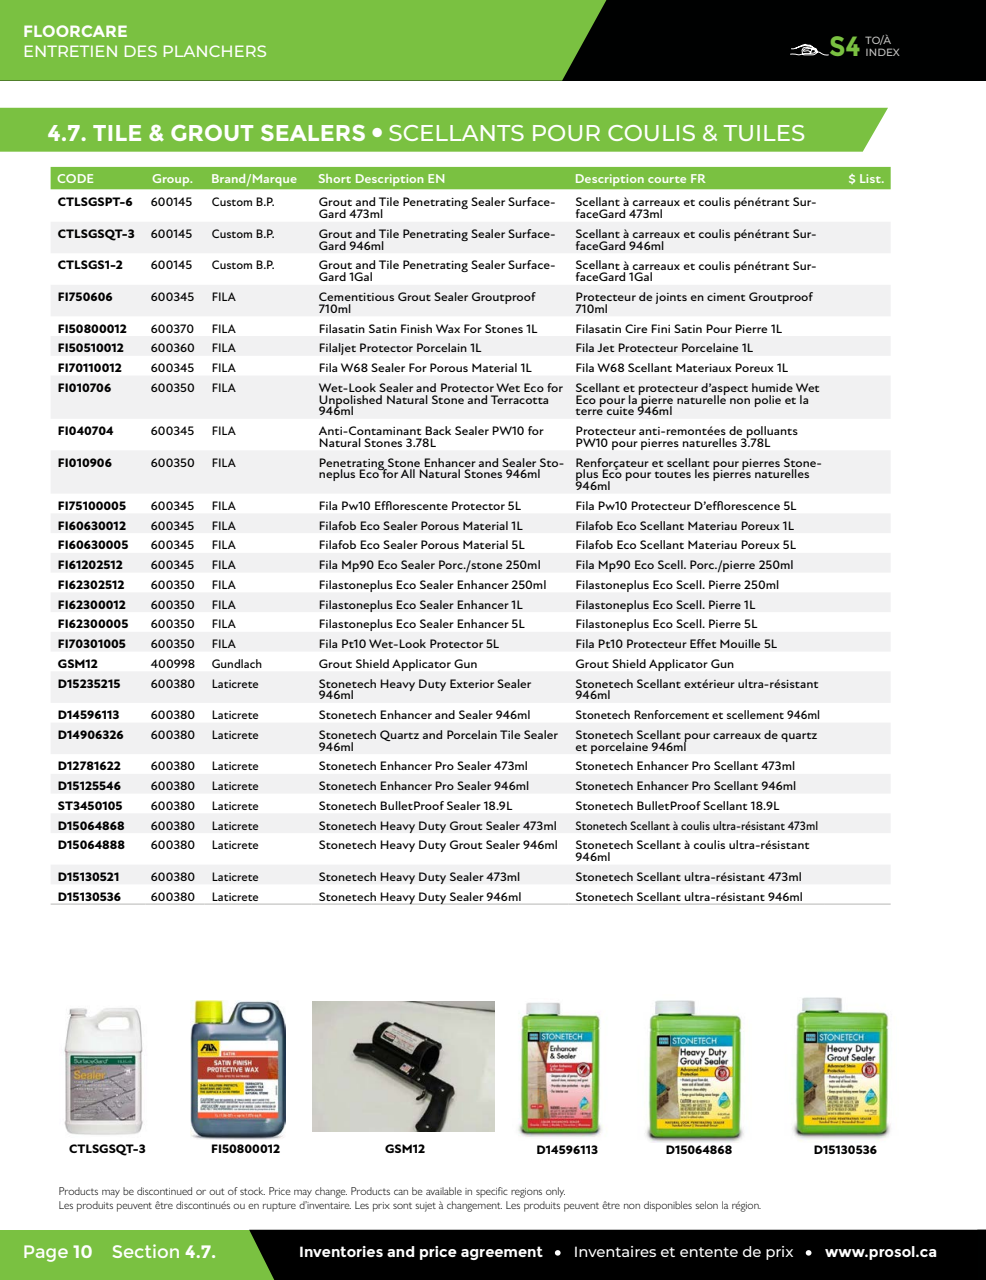 FLOORCARE
ENTRETIEN DES PLANCHERS
S4 TO/À
INDEX
4.7. TILE & GROUT SEALERS • SCELLANTS POUR COULIS & TUILES
CODE Group. Brand/Marque Short Description EN Description courte FR $ List.
CTLSGSPT-6 600145 Custom B.P. Grout and Tile Penetrating Sealer Surface- Scellant à carreaux et coulis pénétrant Sur-
Gard 473ml faceGard 473ml
CTLSGSQT-3 600145 Custom B.P. Grout and Tile Penetrating Sealer Surface- Scellant à carreaux et coulis pénétrant Sur-
Gard 946ml faceGard 946ml
CTLSGS1-2 600145 Custom B.P. Grout and Tile Penetrating Sealer Surface- Scellant à carreaux et coulis pénétrant Sur-
Gard 1Gal faceGard 1Gal
FI750606 600345 FILA Cementitious Grout Sealer Groutproof Protecteur de joints en ciment Groutproof
710ml 710ml
FI50800012 600370 FILA Filasatin Satin Finish Wax For Stones 1L Filasatin Cire Fini Satin Pour Pierre 1L
FI50510012 600360 FILA Filaljet Protector Porcelain 1L Fila Jet Protecteur Porcelaine 1L
FI70110012 600345 FILA Fila W68 Sealer For Porous Material 1L Fila W68 Scellant Materiaux Poreux 1L
FI010706 600350 FILA Wet-Look Sealer and Protector Wet Eco for Scellant et protecteur d'aspect humide Wet
Unpolished Natural Stone and Terracotta Eco pour la pierre naturelle non polie et la
946ml terre cuite 946ml
FI040704 600345 FILA Anti-Contaminant Back Sealer PW10 for Protecteur anti-remontées de polluants
Natural Stones 3.78L PW10 pour pierres naturelles 3.78L
FI010906 600350 FILA Penetrating Stone Enhancer and Sealer Sto- Renforçateur et scellant pour pierres Stone-
neplus Eco for All Natural Stones 946ml plus Eco pour toutes les pierres naturelles
946ml
FI75100005 600345 FILA Fila Pw10 Efflorescente Protector 5L Fila Pw10 Protecteur D'efflorescence 5L
FI60630012 600345 FILA Filafob Eco Sealer Porous Material 1L Filafob Eco Scellant Materiau Poreux 1L
FI60630005 600345 FILA Filafob Eco Sealer Porous Material 5L Filafob Eco Scellant Materiau Poreux 5L
FI61202512 600345 FILA Fila Mp90 Eco Sealer Porc./stone 250ml Fila Mp90 Eco Scell. Porc./pierre 250ml
FI62302512 600350 FILA Filastoneplus Eco Sealer Enhancer 250ml Filastoneplus Eco Scell. Pierre 250ml
FI62300012 600350 FILA Filastoneplus Eco Sealer Enhancer 1L Filastoneplus Eco Scell. Pierre 1L
FI62300005 600350 FILA Filastoneplus Eco Sealer Enhancer 5L Filastoneplus Eco Scell. Pierre 5L
FI70301005 600350 FILA Fila Pt10 Wet-Look Protector 5L Fila Pt10 Protecteur Effet Mouille 5L
GSM12 400998 Gundlach Grout Shield Applicator Gun Grout Shield Applicator Gun
D15235215 600380 Laticrete Stonetech Heavy Duty Exterior Sealer Stonetech Scellant extérieur ultra-résistant
946ml 946ml
D14596113 600380 Laticrete Stonetech Enhancer and Sealer 946ml Stonetech Renforcement et scellement 946ml
D14906326 600380 Laticrete Stonetech Quartz and Porcelain Tile Sealer Stonetech Scellant pour carreaux de quartz
946ml et porcelaine 946ml
D12781622 600380 Laticrete Stonetech Enhancer Pro Sealer 473ml Stonetech Enhancer Pro Scellant 473ml
D15125546 600380 Laticrete Stonetech Enhancer Pro Sealer 946ml Stonetech Enhancer Pro Scellant 946ml
ST3450105 600380 Laticrete Stonetech BulletProof Sealer 18.9L Stonetech BulletProof Scellant 18.9L
D15064868 600380 Laticrete Stonetech Heavy Duty Grout Sealer 473ml Stonetech Scellant à coulis ultra-résistant 473ml
D15064888 600380 Laticrete Stonetech Heavy Duty Grout Sealer 946ml Stonetech Scellant à coulis ultra-résistant
946ml
D15130521 600380 Laticrete Stonetech Heavy Duty Sealer 473ml Stonetech Scellant ultra-résistant 473ml
D15130536 600380 Laticrete Stonetech Heavy Duty Sealer 946ml Stonetech Scellant ultra-résistant 946ml
SurfaceGard
Sealer
FILA
SATIN
SATIN FINISH
PROTECTIVE WAX
STONETECH
Enhancer
& Sealer
STONETECH
Heavy Duty
Grout Sealer
Advanced Stain
Protection
STONETECH
Heavy Duty
Grout Sealer
Advanced Stain
Protection
CTLSGSQT-3 FI50800012 GSM12 D14596113 D15064868 D15130536
Products may be discontinued or out of stock. Price may change. Products can be available in specific regions only.
Les produits peuvent être discontinués ou en rupture d'inventaire. Les prix sont sujet à changement. Les produits peuvent être non disponibles selon la région.
Page 10 Section 4.7. Inventories and price agreement • Inventaires et entente de prix • www.prosol.ca